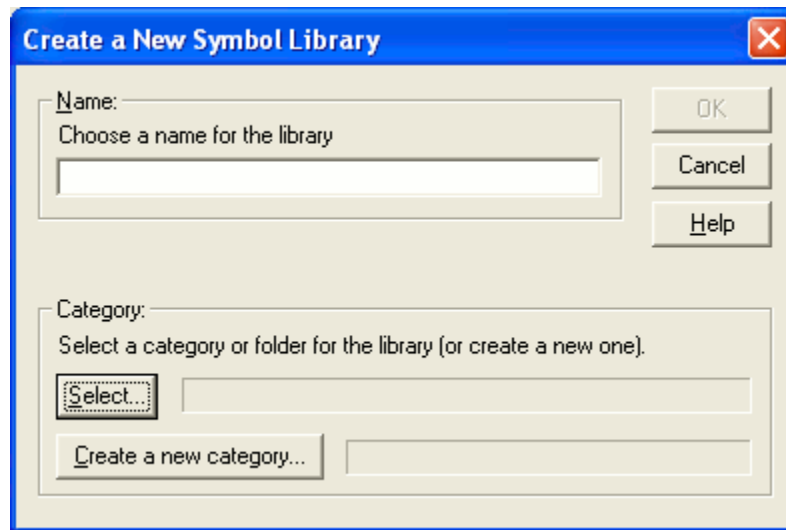 Create a New Symbol Library
Name:
Choose a name for the library
OK
Cancel
Help
Category:
Select a category or folder for the library (or create a new one).
Select...
Create a new category...